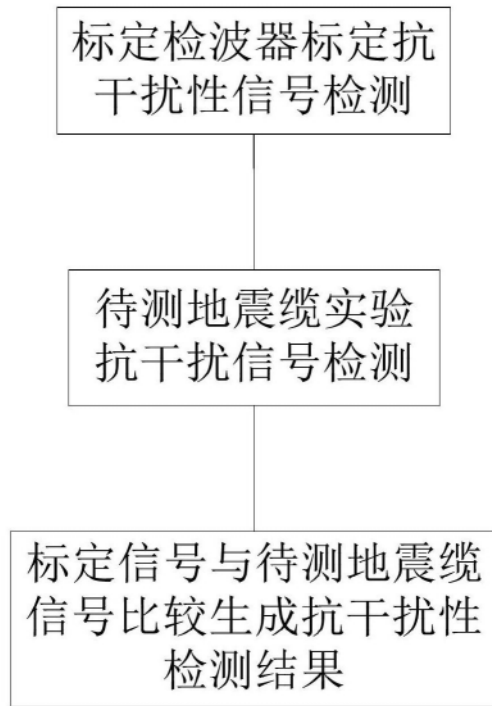 标定检波器标定抗
干扰性信号检测
待测地震缆实验
抗干扰信号检测
标定信号与待测地震缆
信号比较生成抗干扰性
检测结果